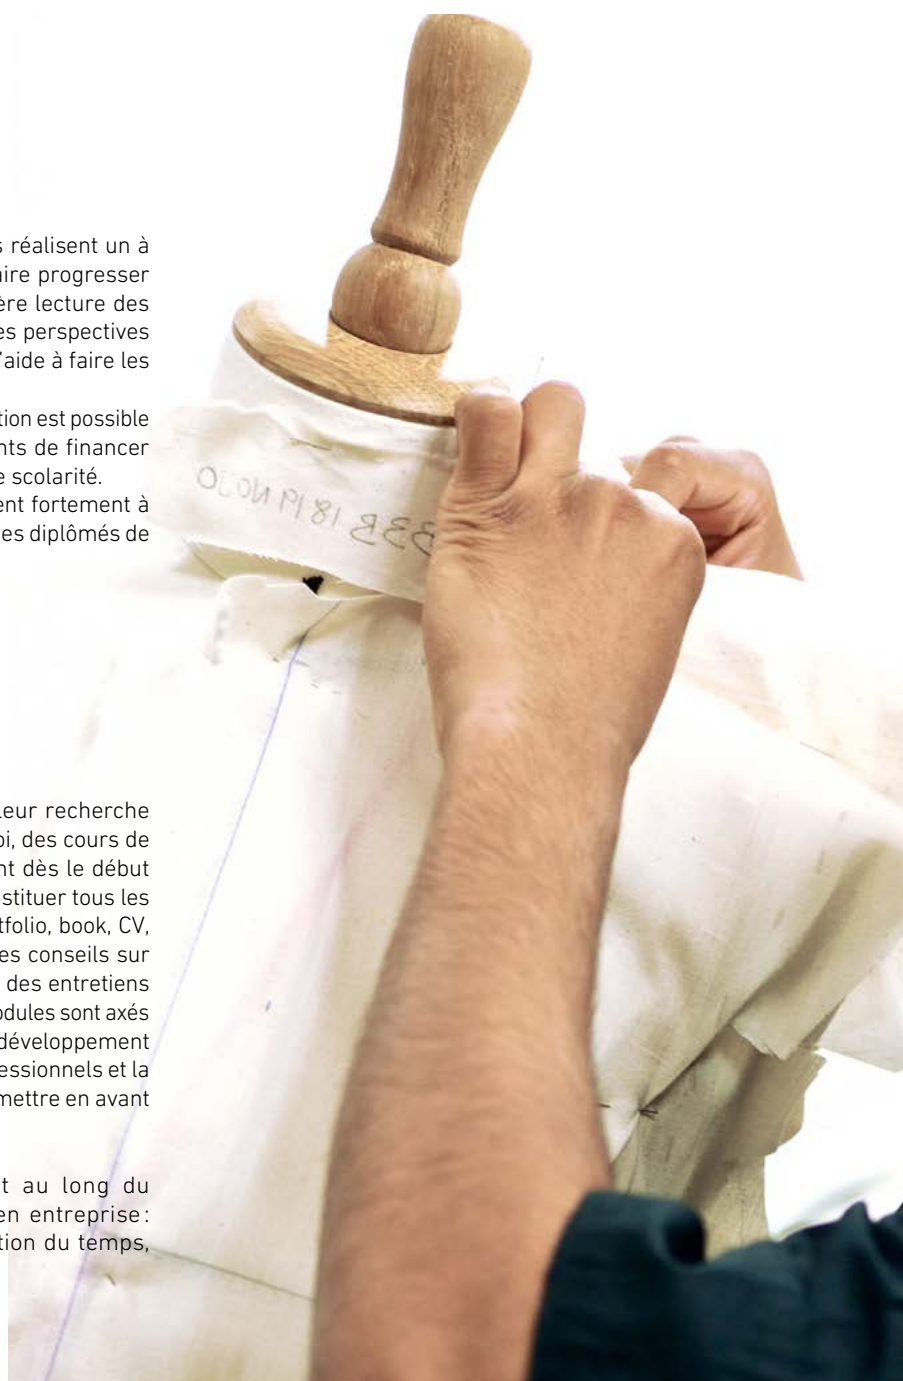 s réalisent un à
aire progresser
ère lecture des
es perspectives
’aide à faire les
tion est possible
nts de financer
e scolarité.
ent fortement à
es diplômés de
leur recherche
oi, des cours de
nt dès le début
stituer tous les
tfolio, book, CV,
es conseils sur
des entretiens
odules sont axés
développement
essionnels et la
mettre en avant
t au long du
en entreprise :
tion du temps,